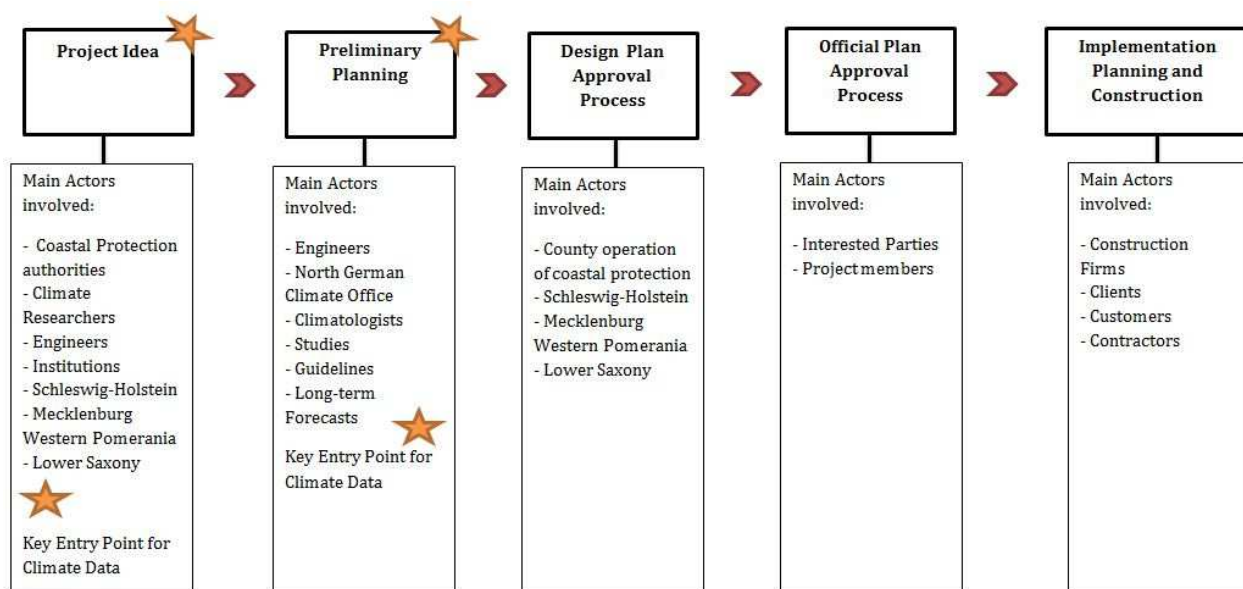 Project Idea
Main Actors
involved:
- Coastal Protection
authorities
- Climate
Researchers
- Engineers
- Institutions
- Schleswig-Holstein
- Mecklenburg
Western Pomerania
- Lower Saxony
Key Entry Point for
Climate Data
Preliminary
Planning
Main Actors
involved:
- Engineers
- North German
Climate Office
- Climatologists
- Studies
- Guidelines
- Long-term
Forecasts
Key Entry Point for
Climate Data
Design Plan
Approval
Process
Main Actors
involved:
- County operation
of coastal protection
- Schleswig-Holstein
- Mecklenburg
Western Pomerania
- Lower Saxony
Official Plan
Approval
Process
Main Actors
involved:
- Interested Parties
- Project members
Implementation
Planning and
Construction
Main Actors
involved:
- Construction
Firms
- Clients
- Customers
- Contractors